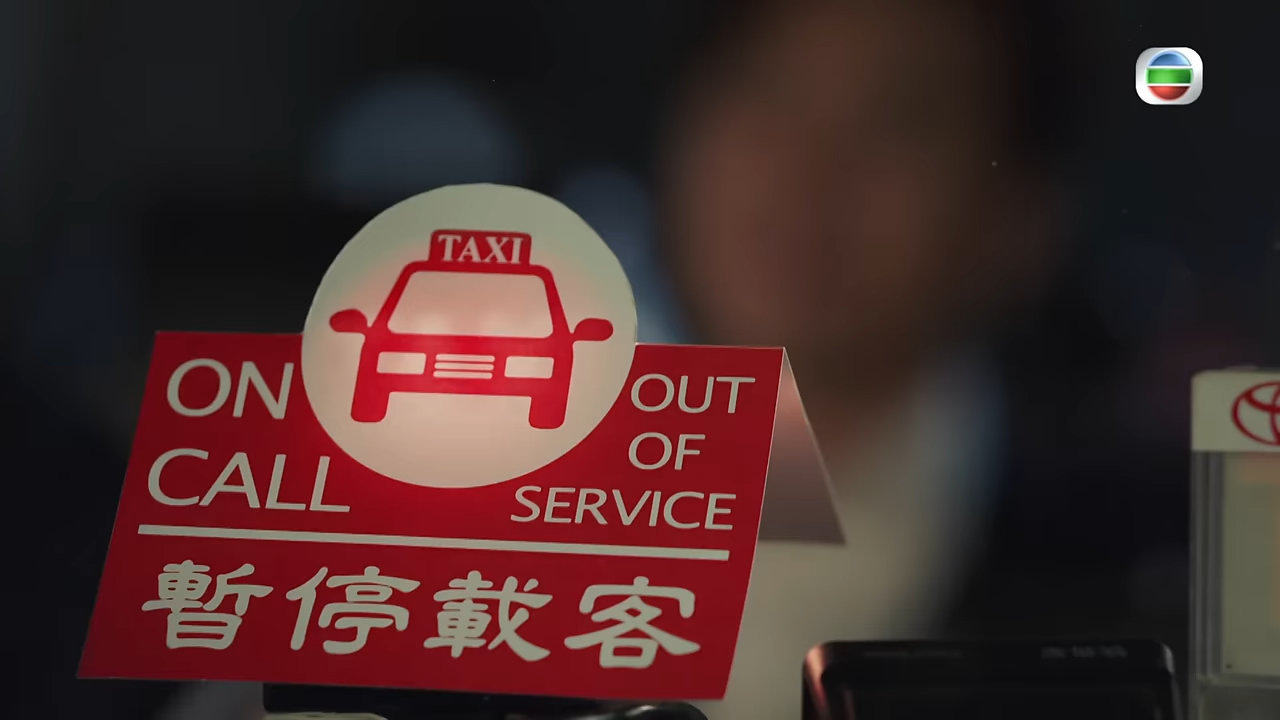 TAXI
ON CALL
OUT OF SERVICE
暫停載客